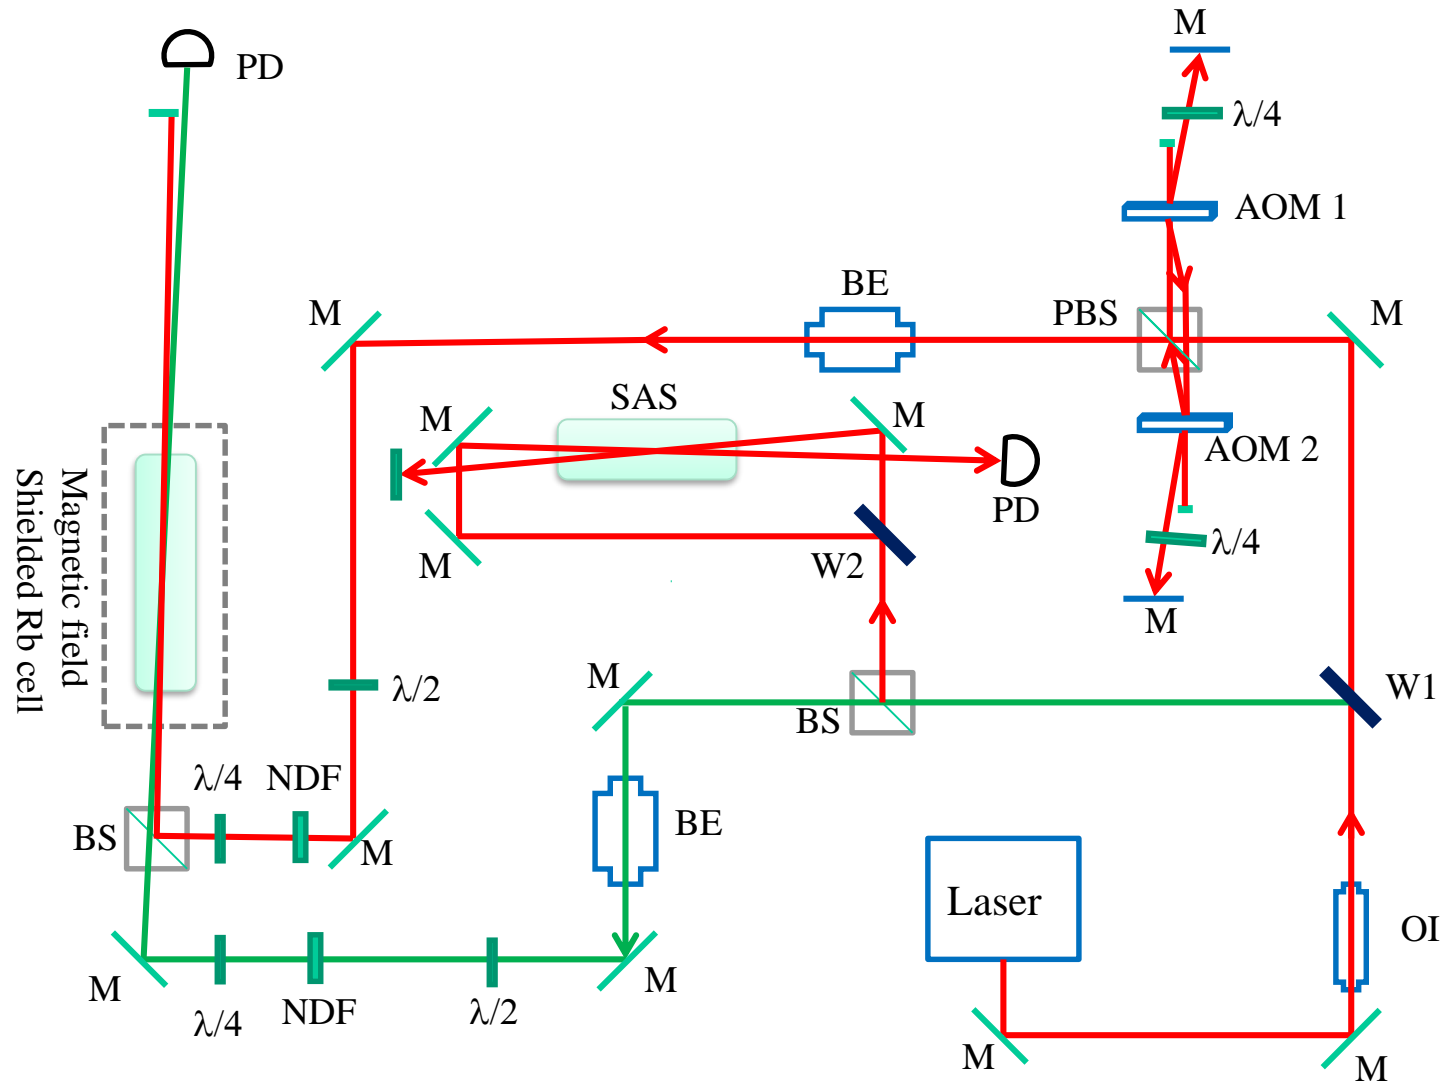 M
PD
λ/4
AOM 1
BE
PBS
M
M
SAS
M
M
AOM 2
PD
λ/4
M
W2
M
Magnetic field
Shielded Rb cell
M
λ/2
BS
W1
λ/4
NDF
BS
M
BE
Laser
OI
M
λ/4
NDF
λ/2
M
M
M